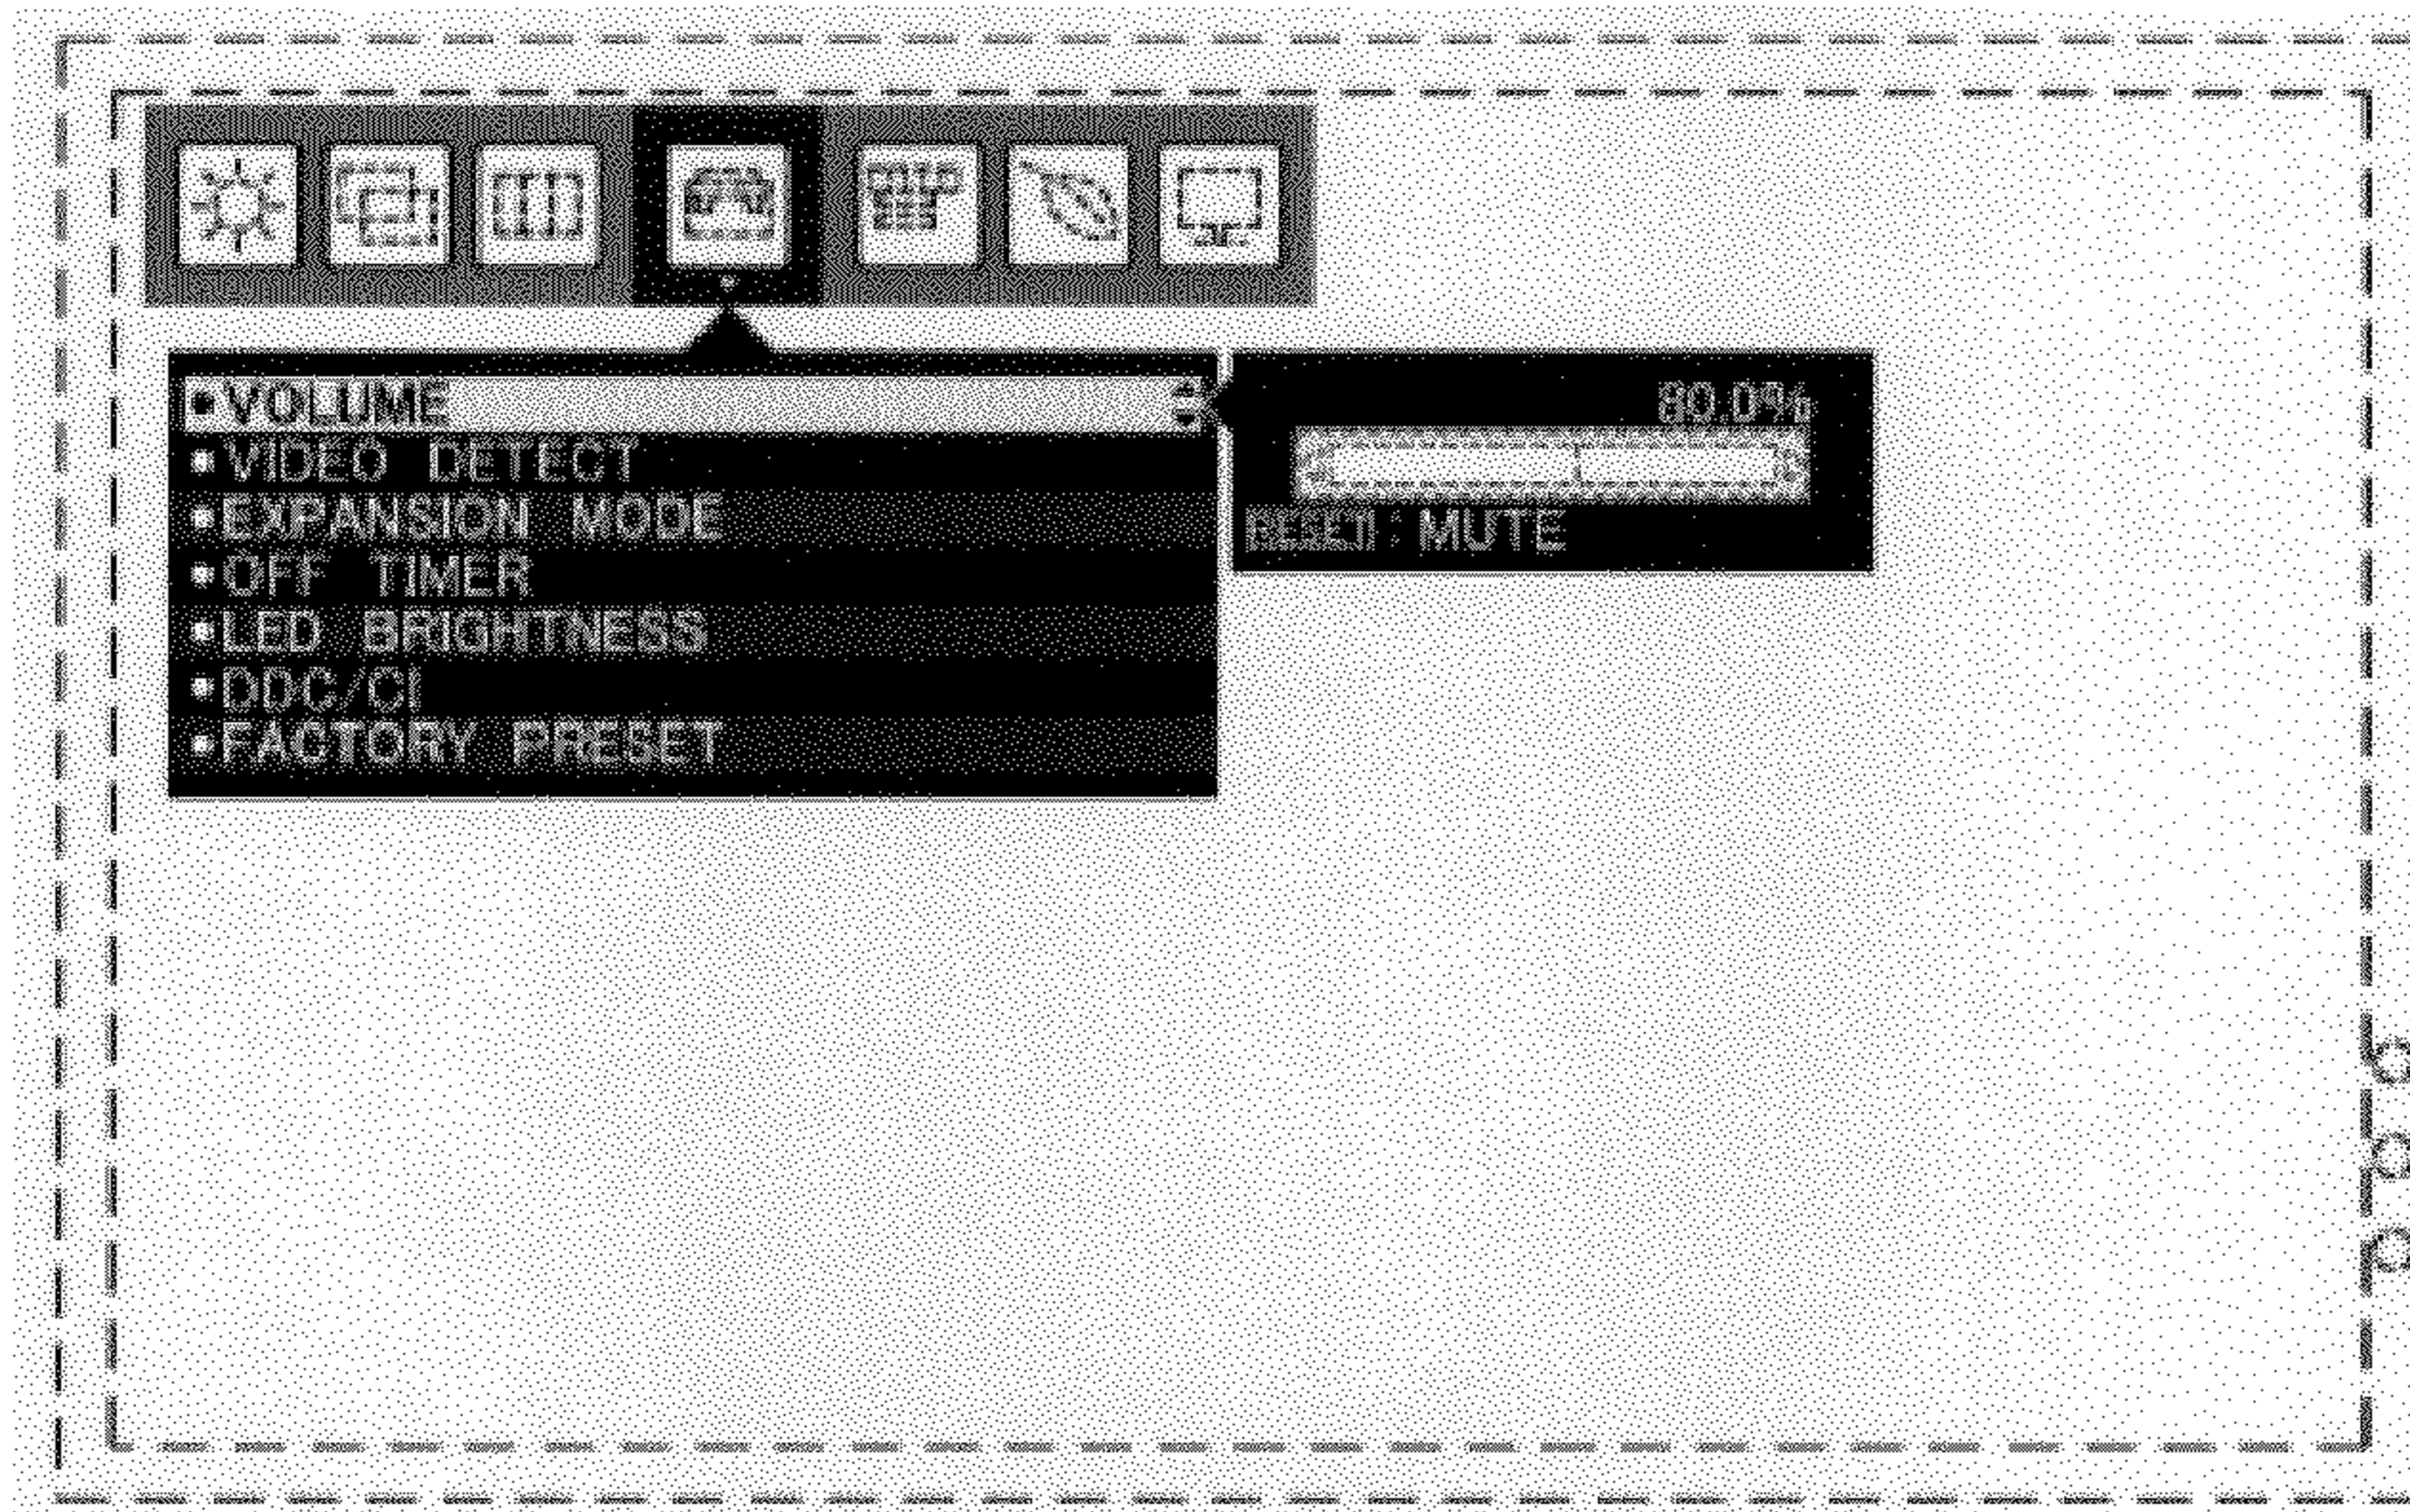 VOLUME
80.0%
VIDEO DETECT
EXPANSION MODE
RESET : MUTE
OFF TIMER
LED BRIGHTNESS
DDC/CI
FACTORY PRESET